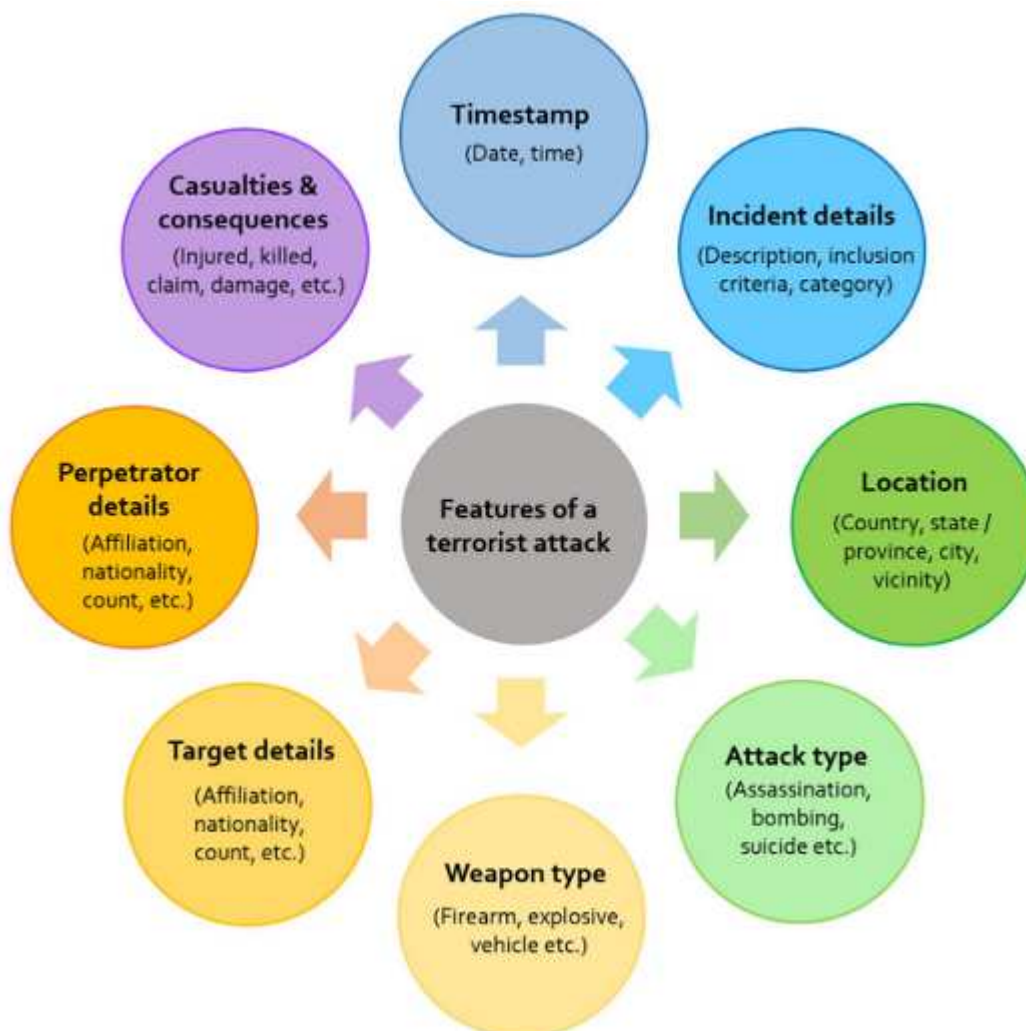 Timestamp
(Date, time)
Incident details
(Description, inclusion
criteria, category)
Location
(Country, state /
province, city,
vicinity)
Attack type
(Assassination,
bombing,
suicide etc.)
Weapon type
(Firearm, explosive,
vehicle etc.)
Target details
(Affiliation,
nationality,
count, etc.)
Perpetrator
details
(Affiliation,
nationality,
count, etc.)
Casualties &
consequences
(Injured, killed,
claim, damage, etc.)
Features of a
terrorist attack